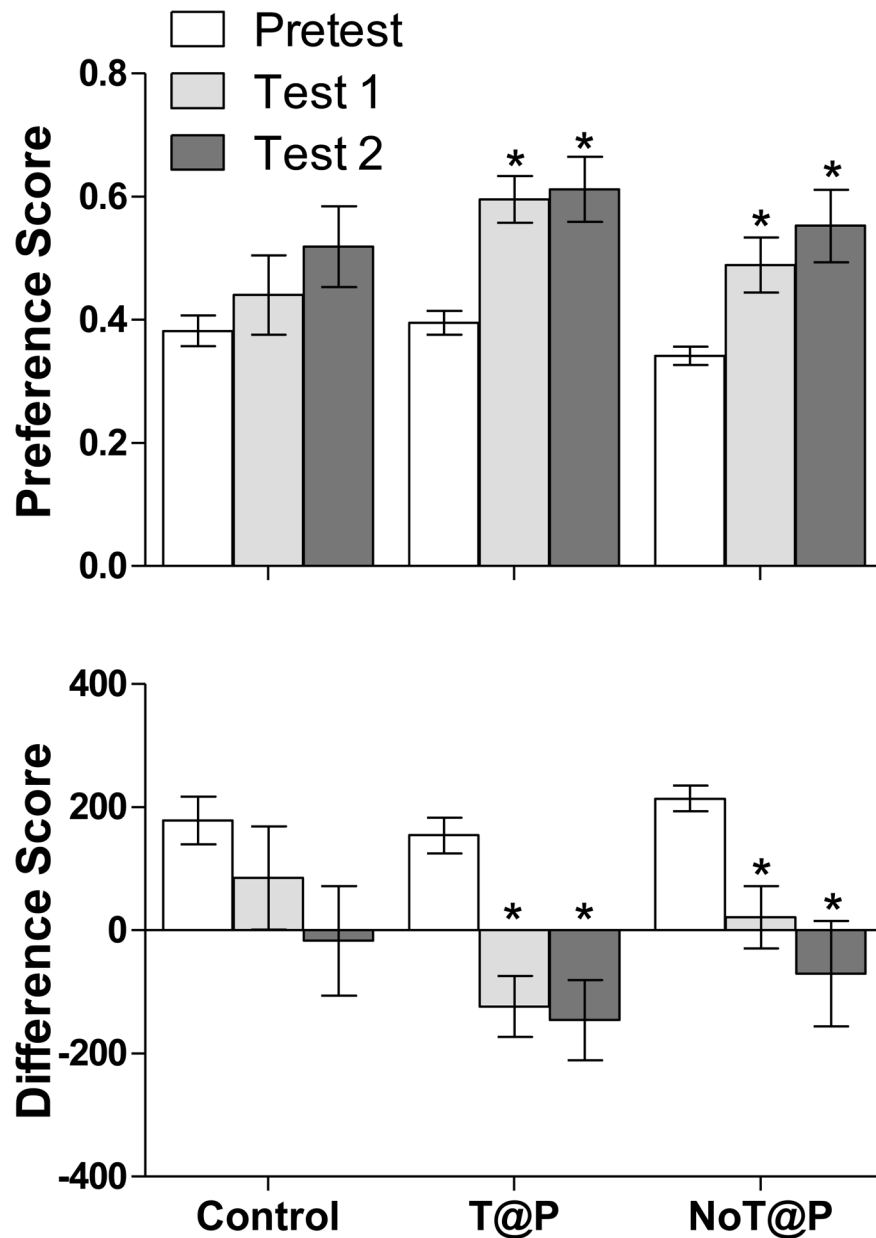 Pretest
Test 1
Test 2
Preference Score
0.8
0.6
0.4
0.2
0.0
* *
* *
Difference Score
400
200
0
-200
-400
* *
* *
Control T@P NoT@P